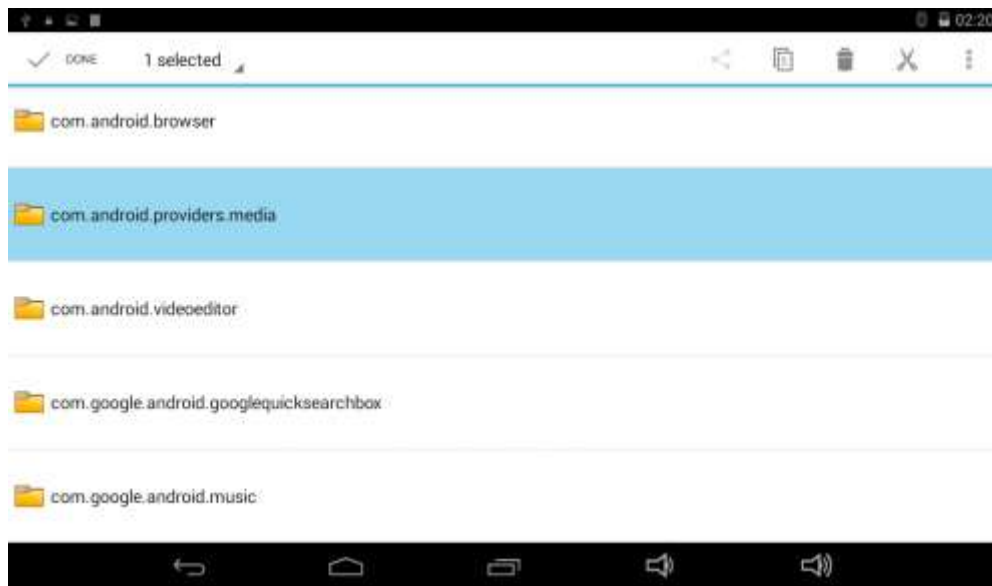 02:20
DONE 1 selected
com.android.browser
com.android.providers.media
com.android.videoeditor
com.google.android.googlequicksearchbox
com.google.android.music